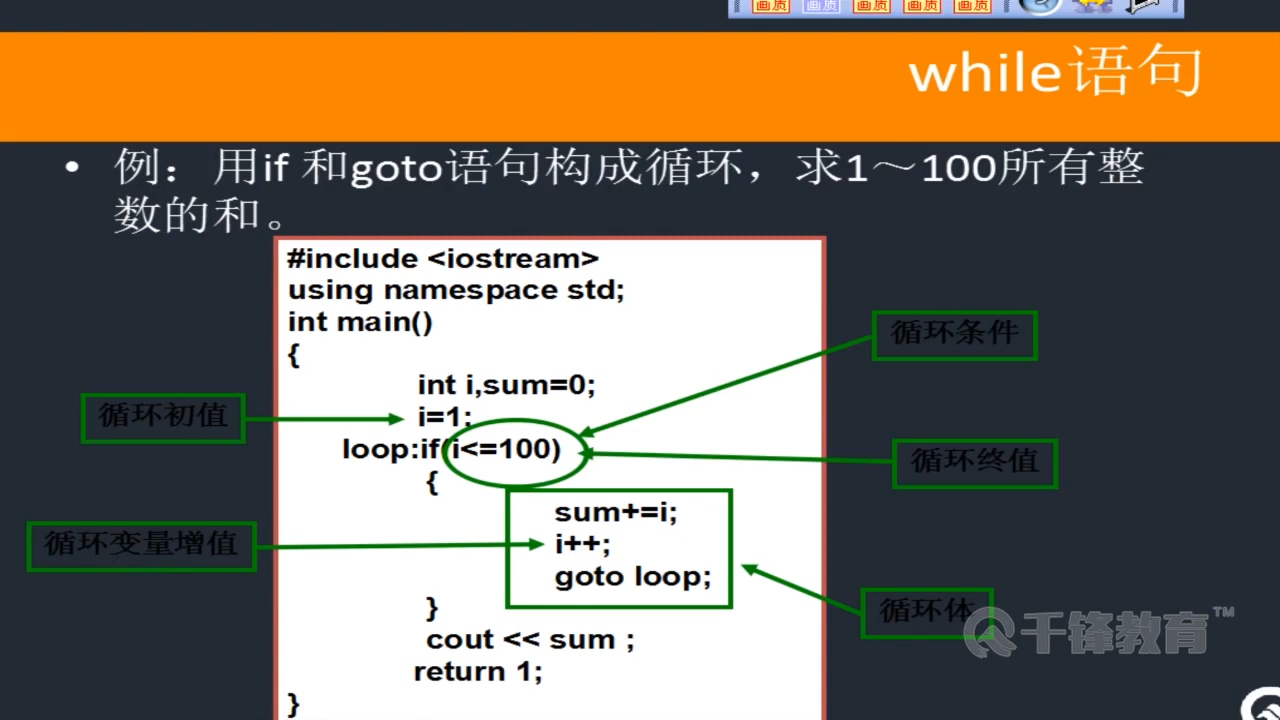 画质 画质 画质 画质 画质
while语句
• 例： 用if 和goto语句构成循环，求1～100所有整
数的和。
#include <iostream>
using namespace std;
int main()
{
int i,sum=0;
i=1;
loop:if(i<=100)
{
sum+=i;
i++;
goto loop;
}
cout << sum ;
return 1;
}
循环条件
循环初值
循环终值
循环变量增值
循环体
千锋教育™